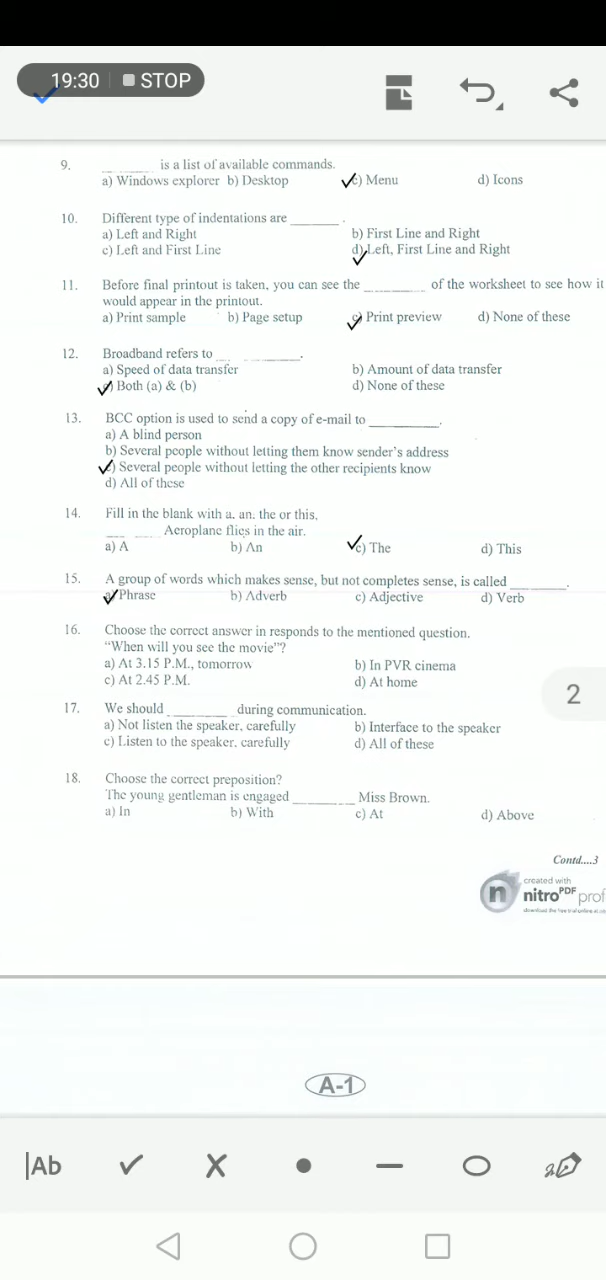 19:30 STOP
9. ______ is a list of available commands.
a) Windows explorer b) Desktop c) Menu d) Icons
10. Different type of indentations are ______ .
a) Left and Right b) First Line and Right
c) Left and First Line d) Left, First Line and Right
11. Before final printout is taken, you can see the ______ of the worksheet to see how it
would appear in the printout.
a) Print sample b) Page setup c) Print preview d) None of these
12. Broadband refers to ______.
a) Speed of data transfer b) Amount of data transfer
c) Both (a) & (b) d) None of these
13. BCC option is used to send a copy of e-mail to ______.
a) A blind person
b) Several people without letting them know sender's address
c) Several people without letting the other recipients know
d) All of these
14. Fill in the blank with a, an, the or this.
______ Aeroplane flies in the air.
a) A b) An c) The d) This
15. A group of words which makes sense, but not completes sense, is called ______.
a) Phrase b) Adverb c) Adjective d) Verb
16. Choose the correct answer in responds to the mentioned question.
"When will you see the movie"?
a) At 3.15 P.M., tomorrow b) In PVR cinema
c) At 2.45 P.M. d) At home
2
17. We should ______ during communication.
a) Not listen the speaker, carefully b) Interface to the speaker
c) Listen to the speaker, carefully d) All of these
18. Choose the correct preposition?
The young gentleman is engaged ______ Miss Brown.
a) In b) With c) At d) Above
Contd....3
created with
n nitro PDF prof
A-1
Ab